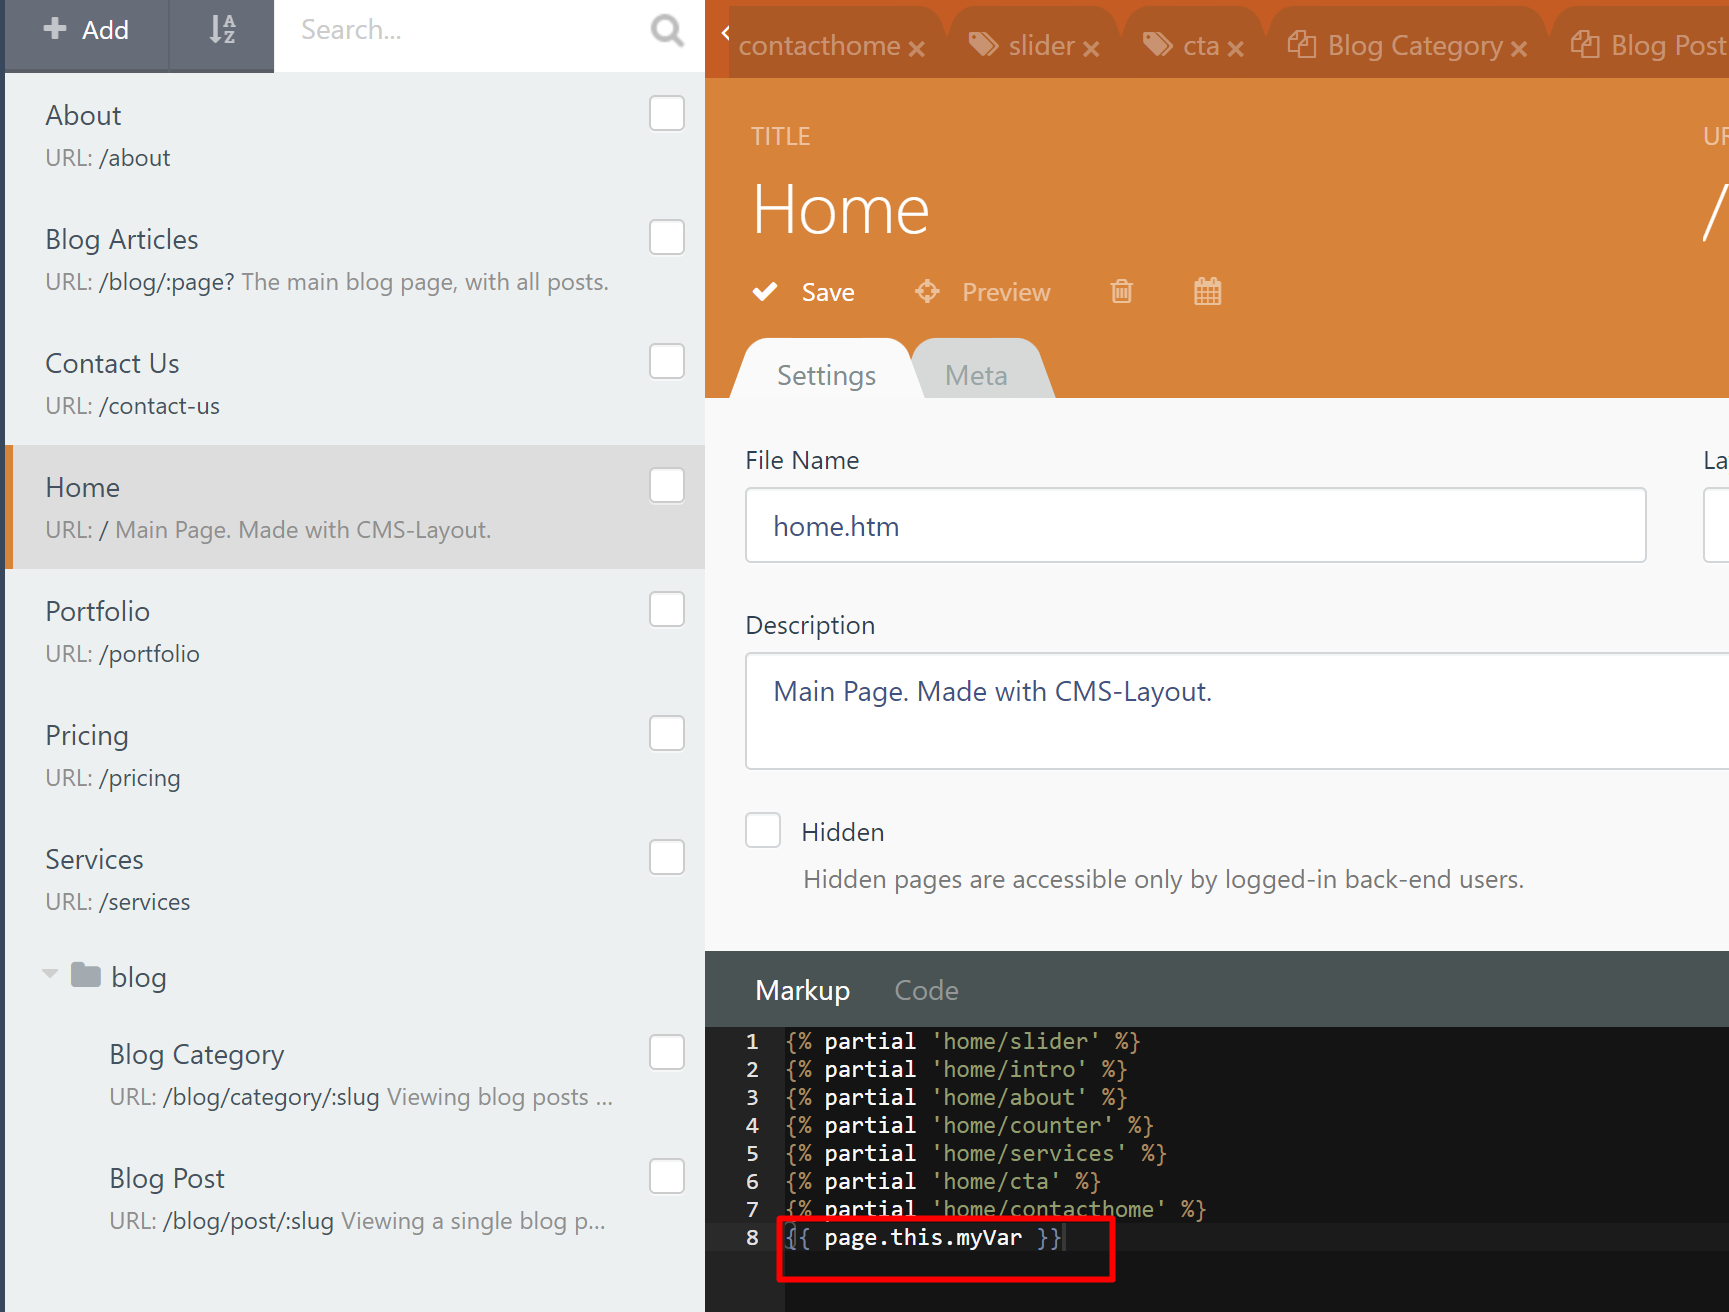 Add
A
Z
Search...
About
URL: /about
Blog Articles
URL: /blog/:page? The main blog page, with all posts.
Contact Us
URL: /contact-us
Home
URL: / Main Page. Made with CMS-Layout.
Portfolio
URL: /portfolio
Pricing
URL: /pricing
Services
URL: /services
blog
Blog Category
URL: /blog/category/:slug Viewing blog posts ...
Blog Post
URL: /blog/post/:slug Viewing a single blog p...
contacthome ×
slider ×
cta ×
Blog Category ×
Blog Post
TITLE
Home
UR
/
Save
Preview
Settings
Meta
File Name
home.htm
La
Description
Main Page. Made with CMS-Layout.
Hidden
Hidden pages are accessible only by logged-in back-end users.
Markup Code
1 {% partial 'home/slider' %}
2 {% partial 'home/intro' %}
3 {% partial 'home/about' %}
4 {% partial 'home/counter' %}
5 {% partial 'home/services' %}
6 {% partial 'home/cta' %}
7 {% partial 'home/contacthome' %}
8 {{ page.this.myVar }}